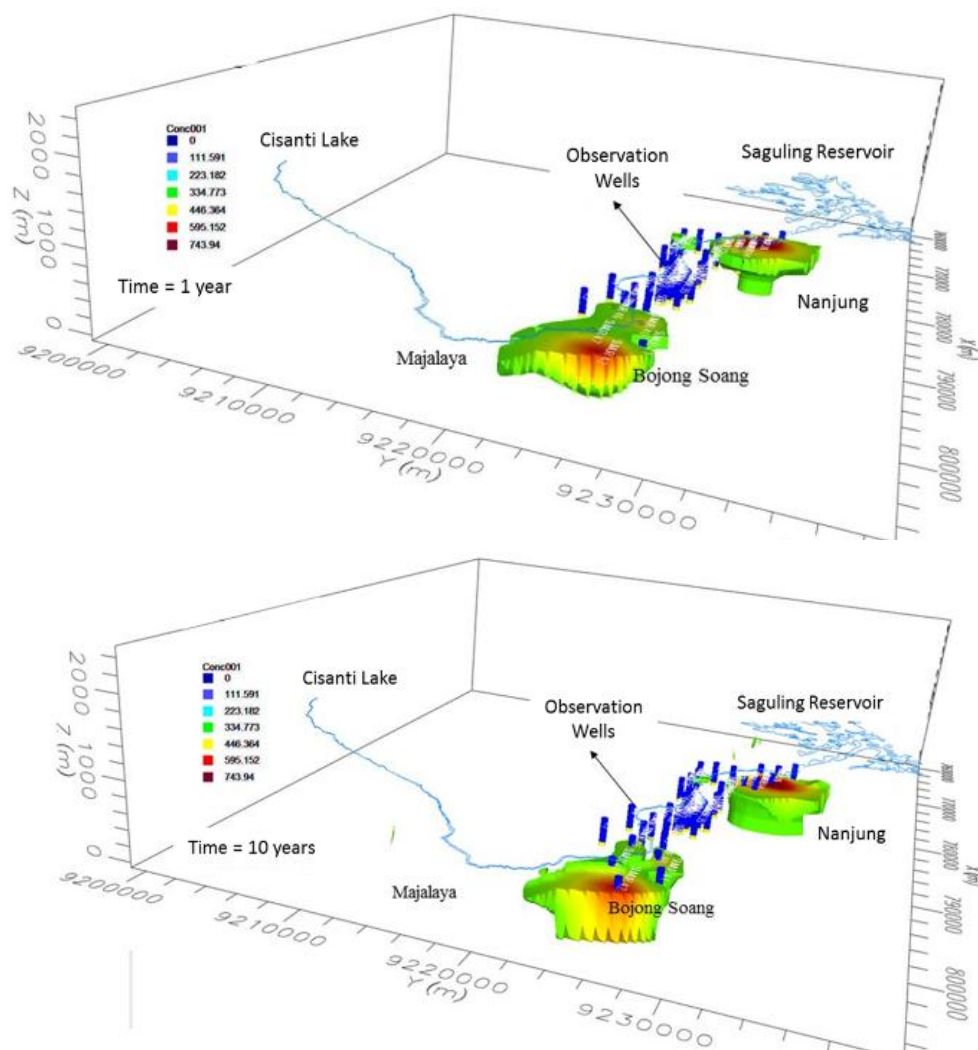 Conc001
0
111.591
223.182
334.773
446.364
595.152
743.94
Cisanti Lake
Observation
Wells
Saguling Reservoir
Time = 1 year
Majalaya
Bojong Soang
Nanjung
2000
1000
0
Z (m)
9200000
9210000
9220000
9230000
Y (m)
770000
780000
790000
800000
X (m)
Conc001
0
111.591
223.182
334.773
446.364
595.152
743.94
Cisanti Lake
Observation
Wells
Saguling Reservoir
Time = 10 years
Majalaya
Bojong Soang
Nanjung
2000
1000
0
Z (m)
9200000
9210000
9220000
9230000
Y (m)
770000
790000
800000